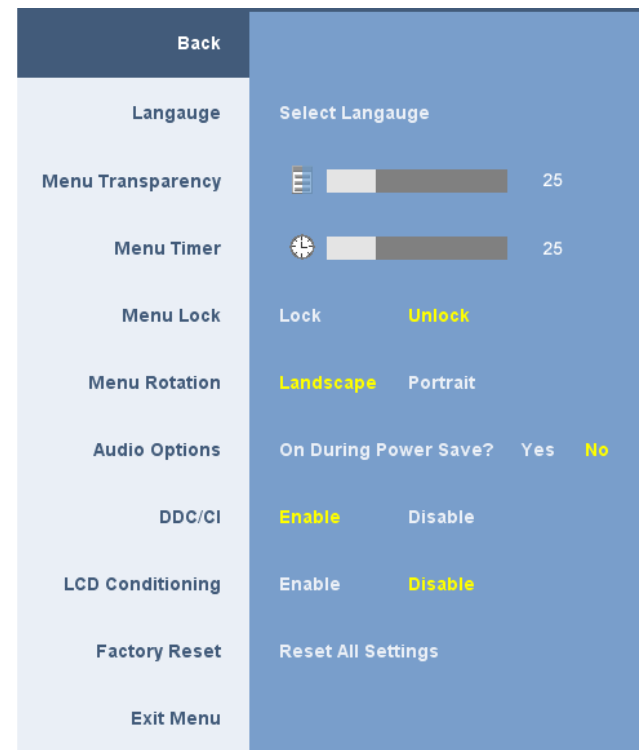 Back
Langauge Select Langauge
Menu Transparency 25
Menu Timer 25
Menu Lock Lock Unlock
Menu Rotation Landscape Portrait
Audio Options On During Power Save? Yes No
DDC/CI Enable Disable
LCD Conditioning Enable Disable
Factory Reset Reset All Settings
Exit Menu